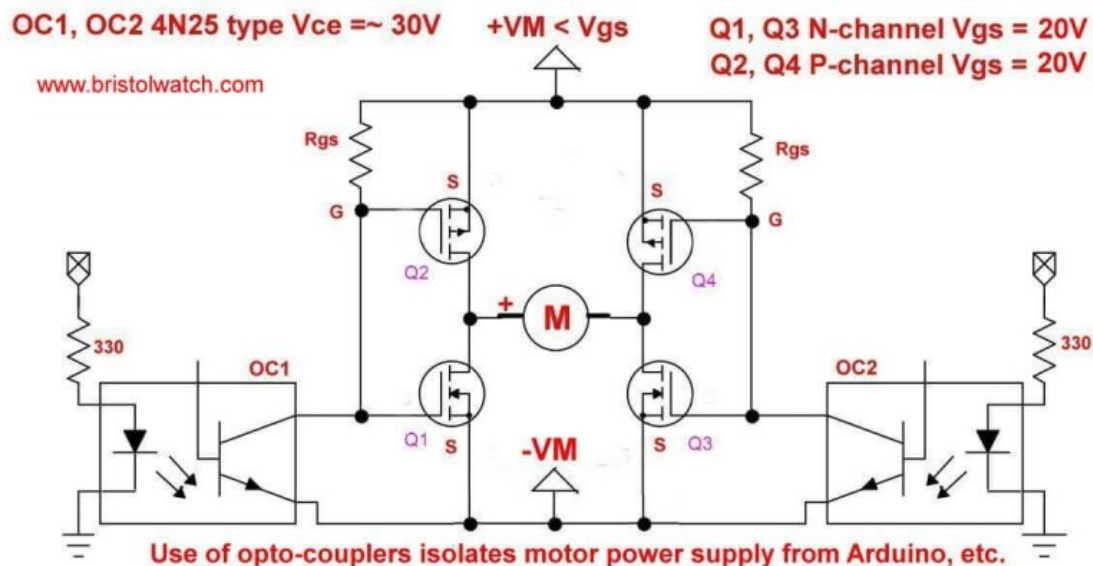 OC1, OC2 4N25 type Vce =~ 30V
+VM < Vgs
Q1, Q3 N-channel Vgs = 20V
Q2, Q4 P-channel Vgs = 20V
www.bristolwatch.com
Rgs
Rgs
S
S
G
G
Q2
Q4
+
M
330
330
OC1
OC2
Q1
S
-VM
S
Q3
Use of opto-couplers isolates motor power supply from Arduino, etc.